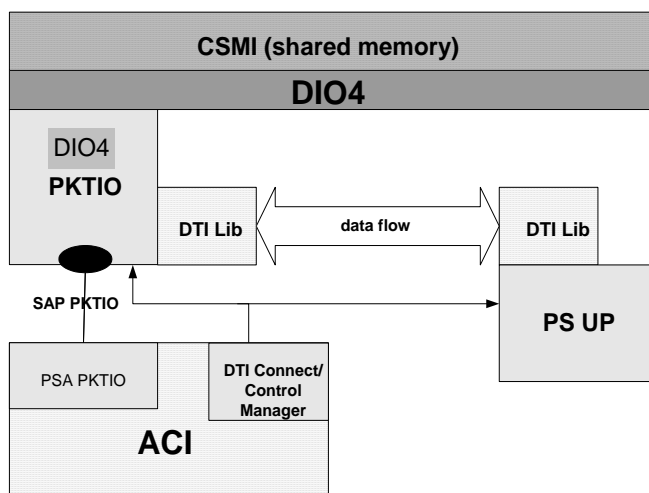 CSMI (shared memory)
DIO4
DIO4
PKTIO
DTI Lib
data flow
DTI Lib
SAP PKTIO
PS UP
PSA PKTIO
DTI Connect/
Control
Manager
ACI